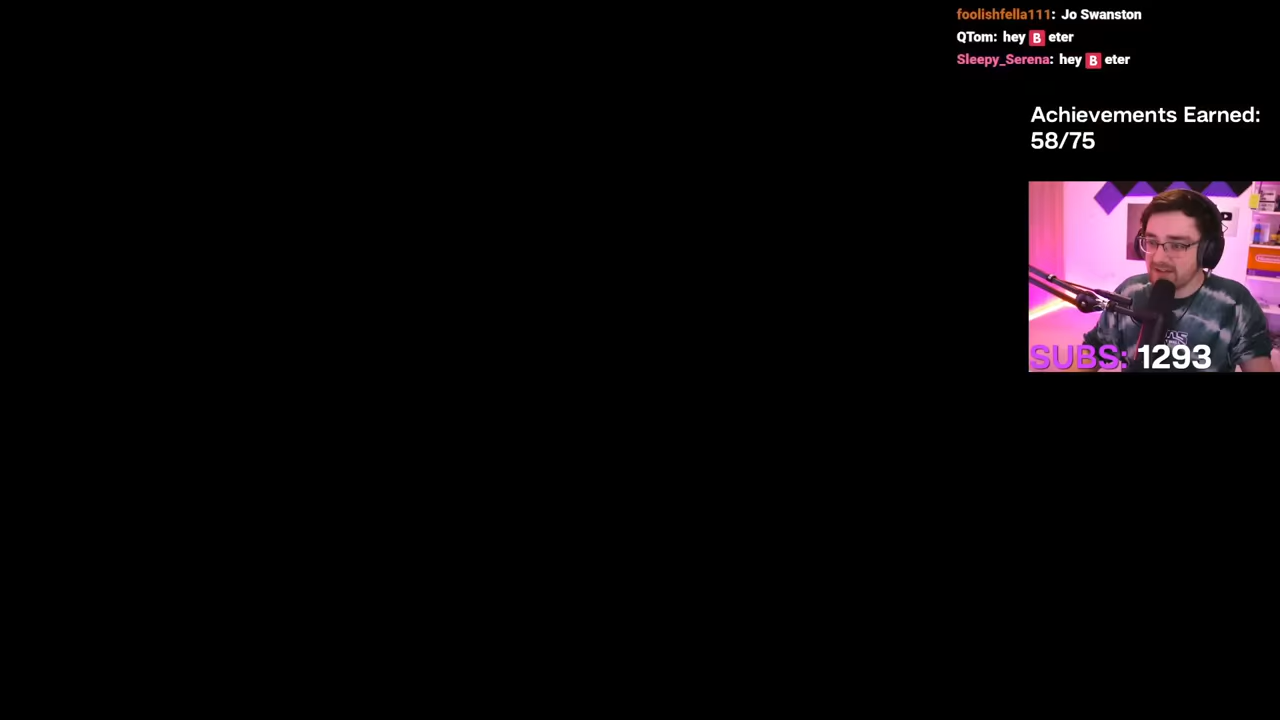 foolishfella111: Jo Swanston
QTom: hey B eter
Sleepy_Serena: hey B eter
Achievements Earned:
58/75
SUBS: 1293